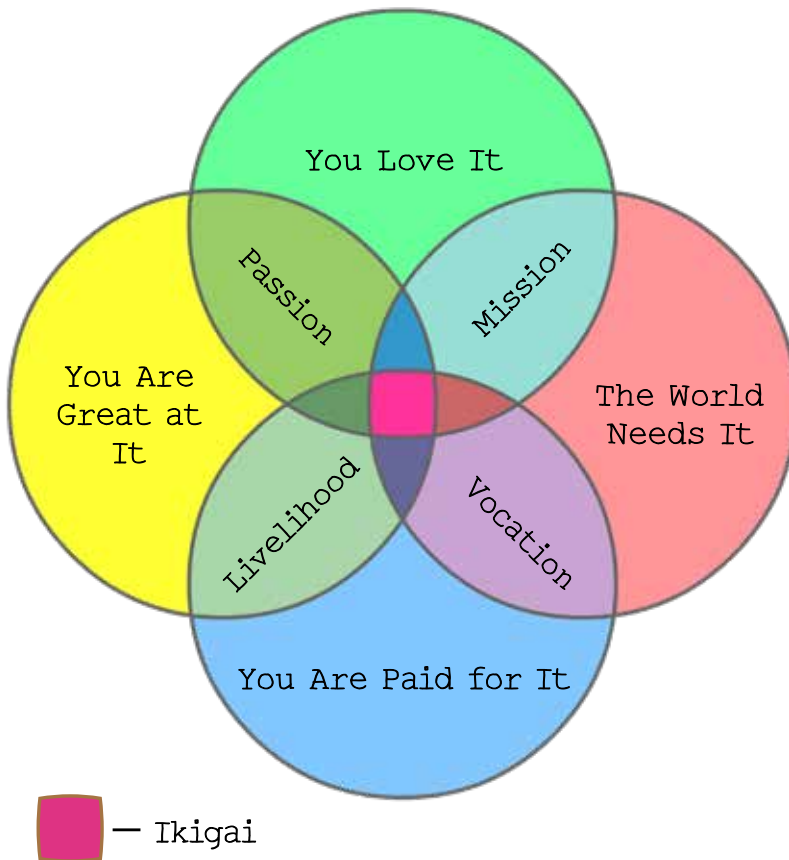 You Love It
Passion
Mission
You Are
Great at
It
The World
Needs It
Livelihood
Vocation
You Are Paid for It
— Ikigai